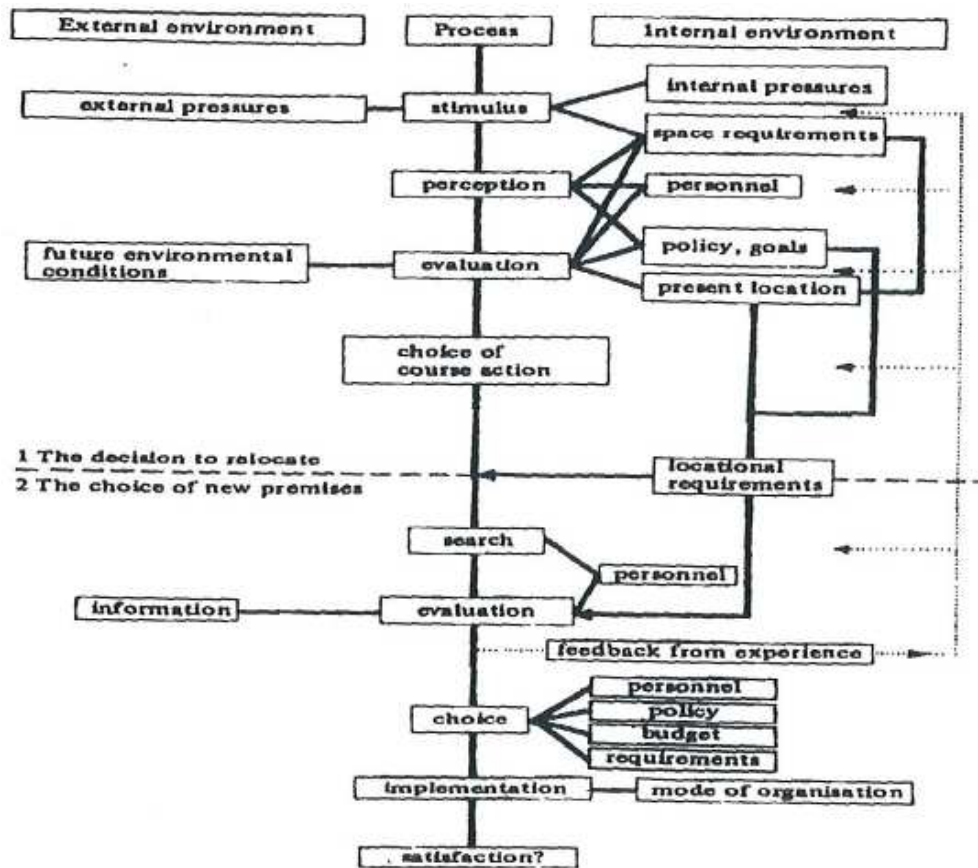 External environment
Process
Internal environment
external pressures
stimulus
internal pressures
space requirements
perception
personnel
future environmental
conditions
evaluation
policy, goals
present location
choice of
course action
1 The decision to relocate
2 The choice of new premises
locational
requirements
search
personnel
information
evaluation
feedback from experience
choice
personnel
policy
budget
requirements
implementation
mode of organisation
satisfaction?